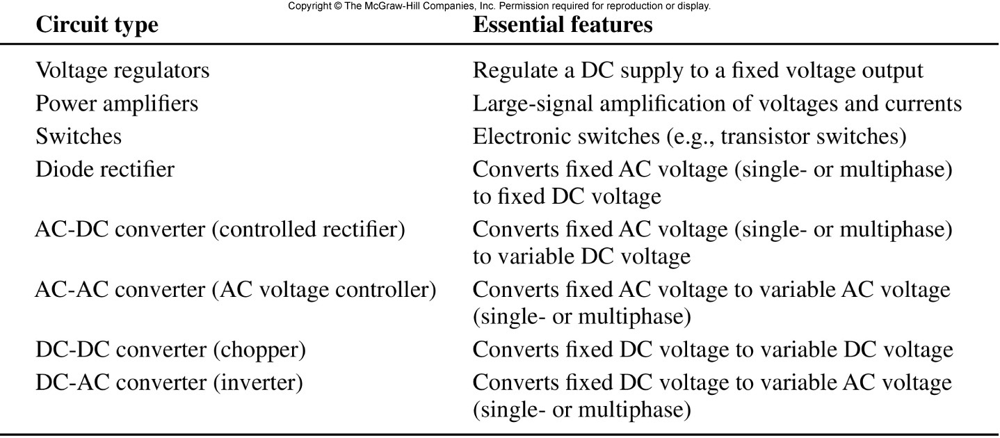 Copyright © The McGraw-Hill Companies, Inc. Permission required for reproduction or display.
Circuit type Essential features
Voltage regulators Regulate a DC supply to a fixed voltage output
Power amplifiers Large-signal amplification of voltages and currents
Switches Electronic switches (e.g., transistor switches)
Diode rectifier Converts fixed AC voltage (single- or multiphase)
to fixed DC voltage
AC-DC converter (controlled rectifier) Converts fixed AC voltage (single- or multiphase)
to variable DC voltage
AC-AC converter (AC voltage controller) Converts fixed AC voltage to variable AC voltage
(single- or multiphase)
DC-DC converter (chopper) Converts fixed DC voltage to variable DC voltage
DC-AC converter (inverter) Converts fixed DC voltage to variable AC voltage
(single- or multiphase)